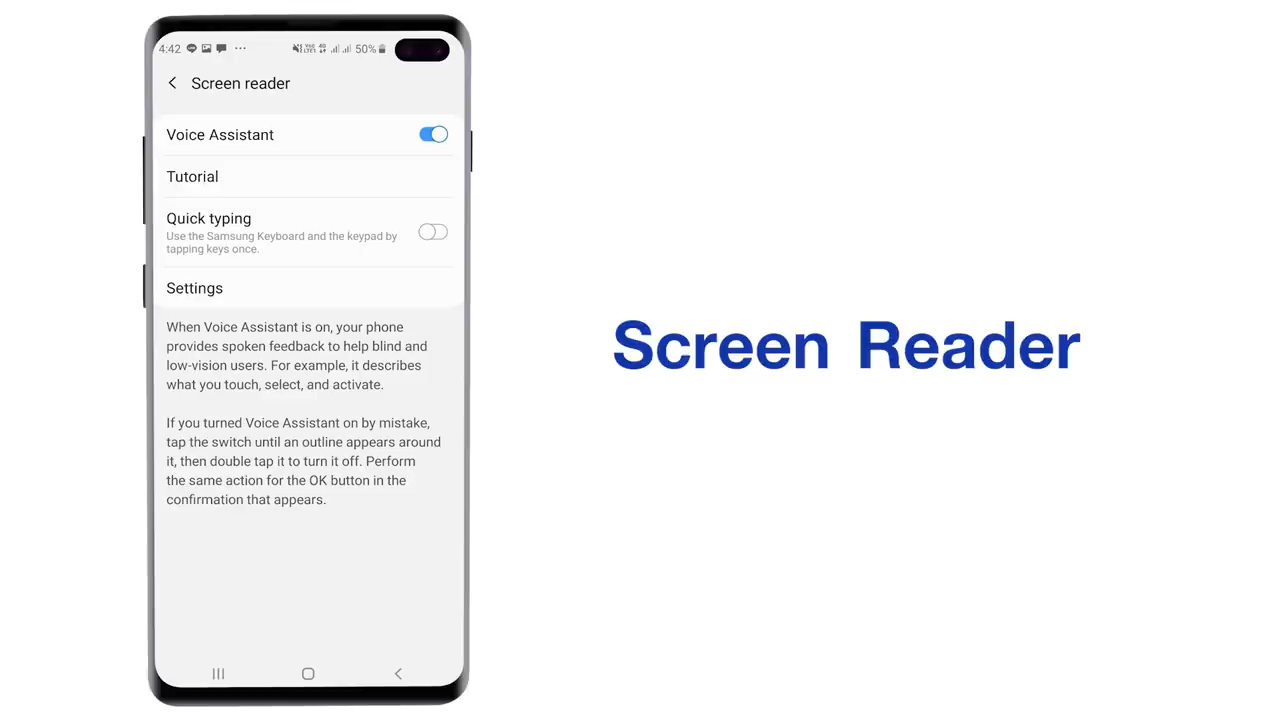 4:42
50%
Screen reader
Voice Assistant
Tutorial
Quick typing
Use the Samsung Keyboard and the keypad by
tapping keys once.
Settings
When Voice Assistant is on, your phone
provides spoken feedback to help blind and
low-vision users. For example, it describes
what you touch, select, and activate.
If you turned Voice Assistant on by mistake,
tap the switch until an outline appears around
it, then double tap it to turn it off. Perform
the same action for the OK button in the
confirmation that appears.
Screen Reader